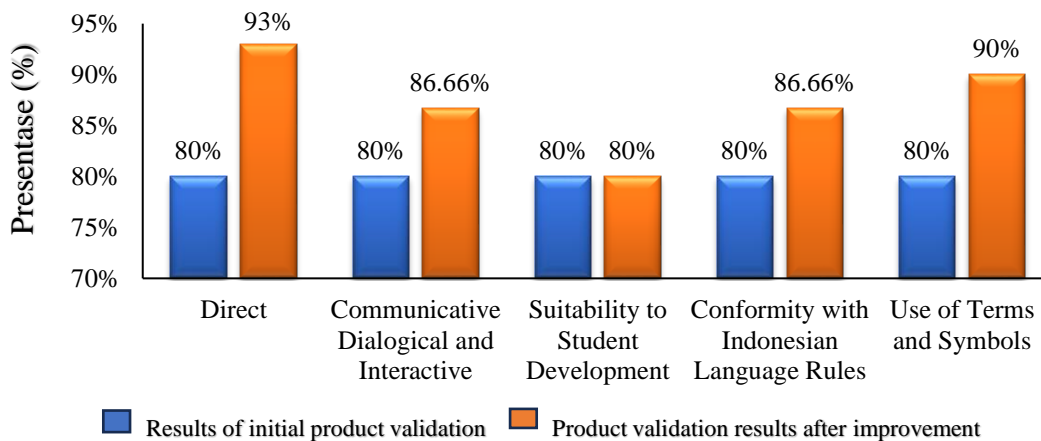 Presentase (%)
95%
90%
85%
80%
75%
70%
80%
93%
80%
86.66%
80%
80%
80%
86.66%
80%
90%
Direct
Communicative
Dialogical and
Interactive
Suitability to
Student
Development
Conformity with
Indonesian
Language Rules
Use of Terms
and Symbols
Results of initial product validation
Product validation results after improvement